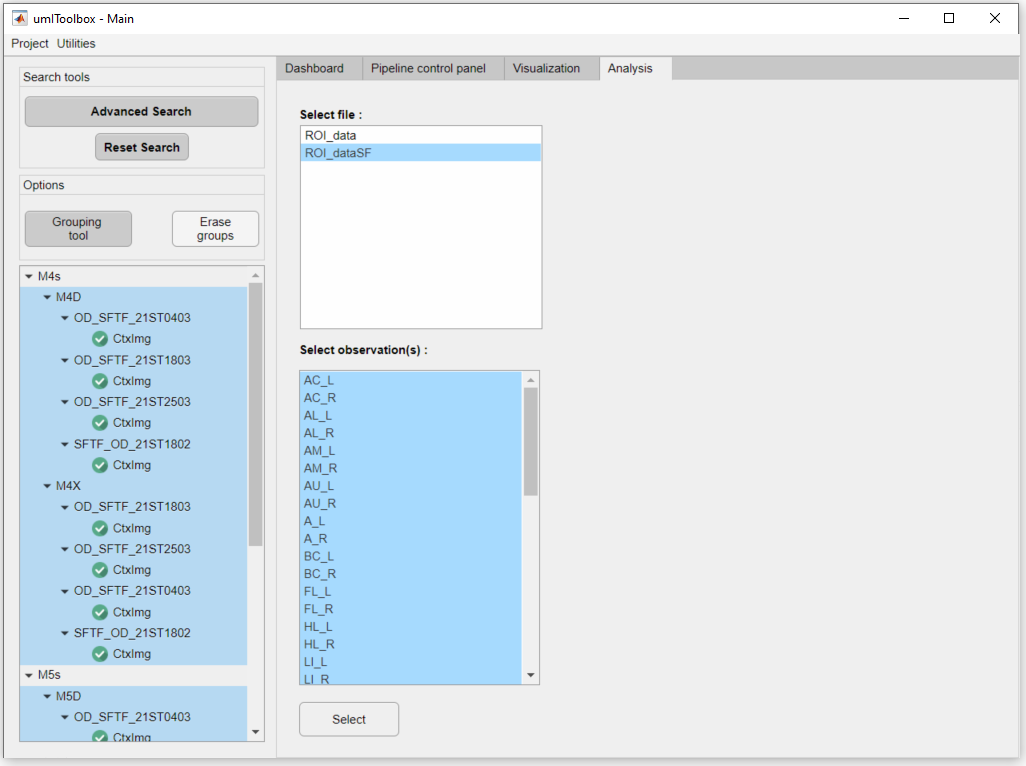 umIToolbox - Main
Project Utilities
Search tools
Advanced Search
Reset Search
Options
Grouping
tool
Erase
groups
M4s
M4D
OD_SFTF_21ST0403
CtxImg
OD_SFTF_21ST1803
CtxImg
OD_SFTF_21ST2503
CtxImg
SFTF_OD_21ST1802
CtxImg
M4X
OD_SFTF_21ST1803
CtxImg
OD_SFTF_21ST2503
CtxImg
OD_SFTF_21ST0403
CtxImg
SFTF_OD_21ST1802
CtxImg
M5s
M5D
OD_SFTF_21ST0403
CtxImg
Dashboard Pipeline control panel Visualization Analysis
Select file :
ROI_data
ROI_dataSF
Select observation(s) :
AC_L
AC_R
AL_L
AL_R
AM_L
AM_R
AU_L
AU_R
A_L
A_R
BC_L
BC_R
FL_L
FL_R
HL_L
HL_R
LI_L
LI_R
Select